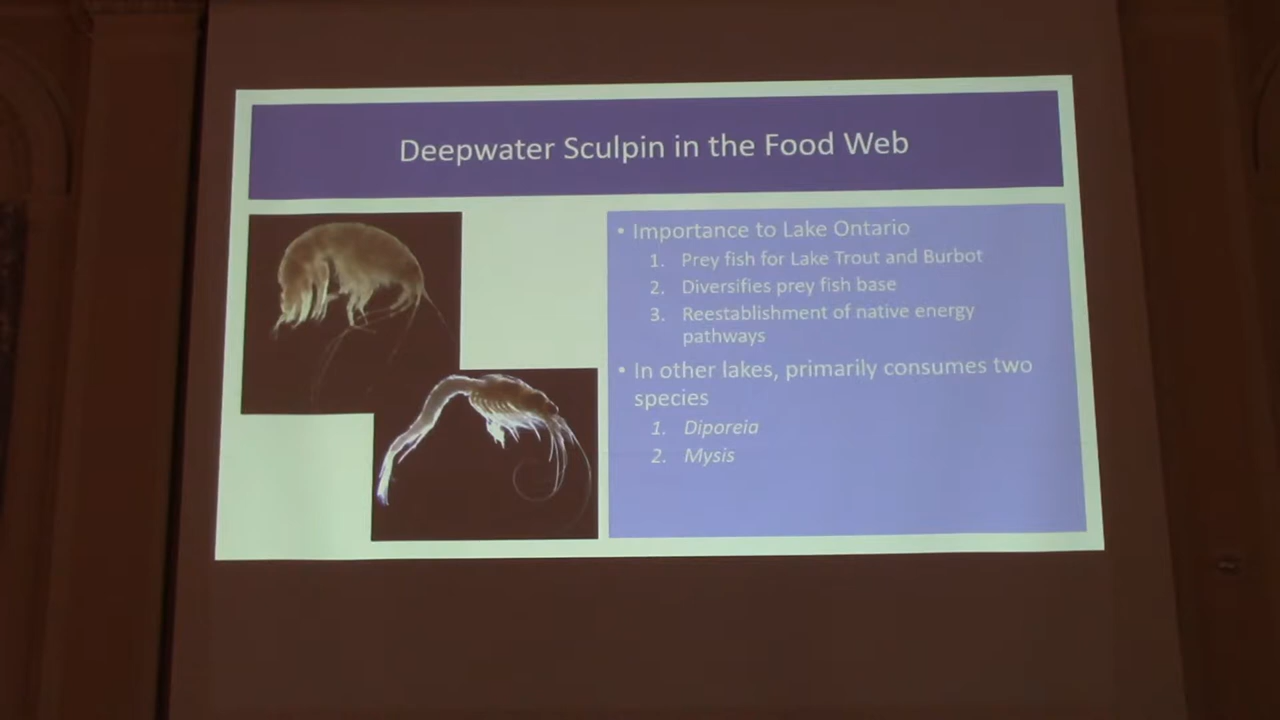 Deepwater Sculpin in the Food Web
• Importance to Lake Ontario
1. Prey fish for Lake Trout and Burbot
2. Diversifies prey fish base
3. Reestablishment of native energy
pathways
• In other lakes, primarily consumes two
species
1. Diporeia
2. Mysis